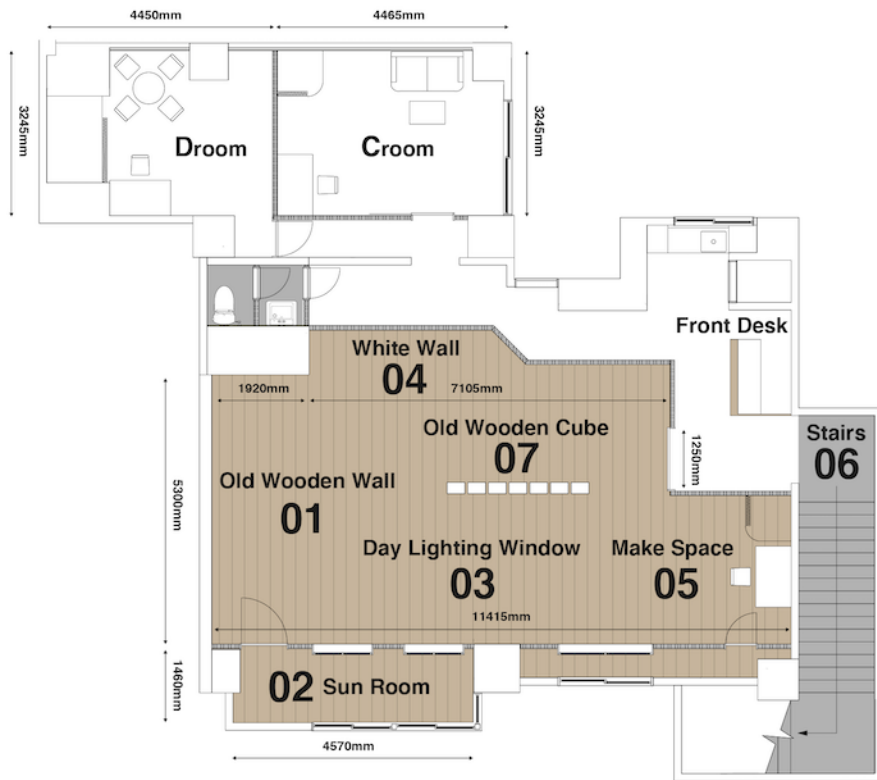 4450mm
4465mm
3245mm
Droom
Croom
3245mm
Front Desk
White Wall
04
1920mm
7105mm
Old Wooden Cube
07
1250mm
Stairs
06
Old Wooden Wall
01
5300mm
Day Lighting Window
03
Make Space
05
11415mm
1460mm
02 Sun Room
4570mm